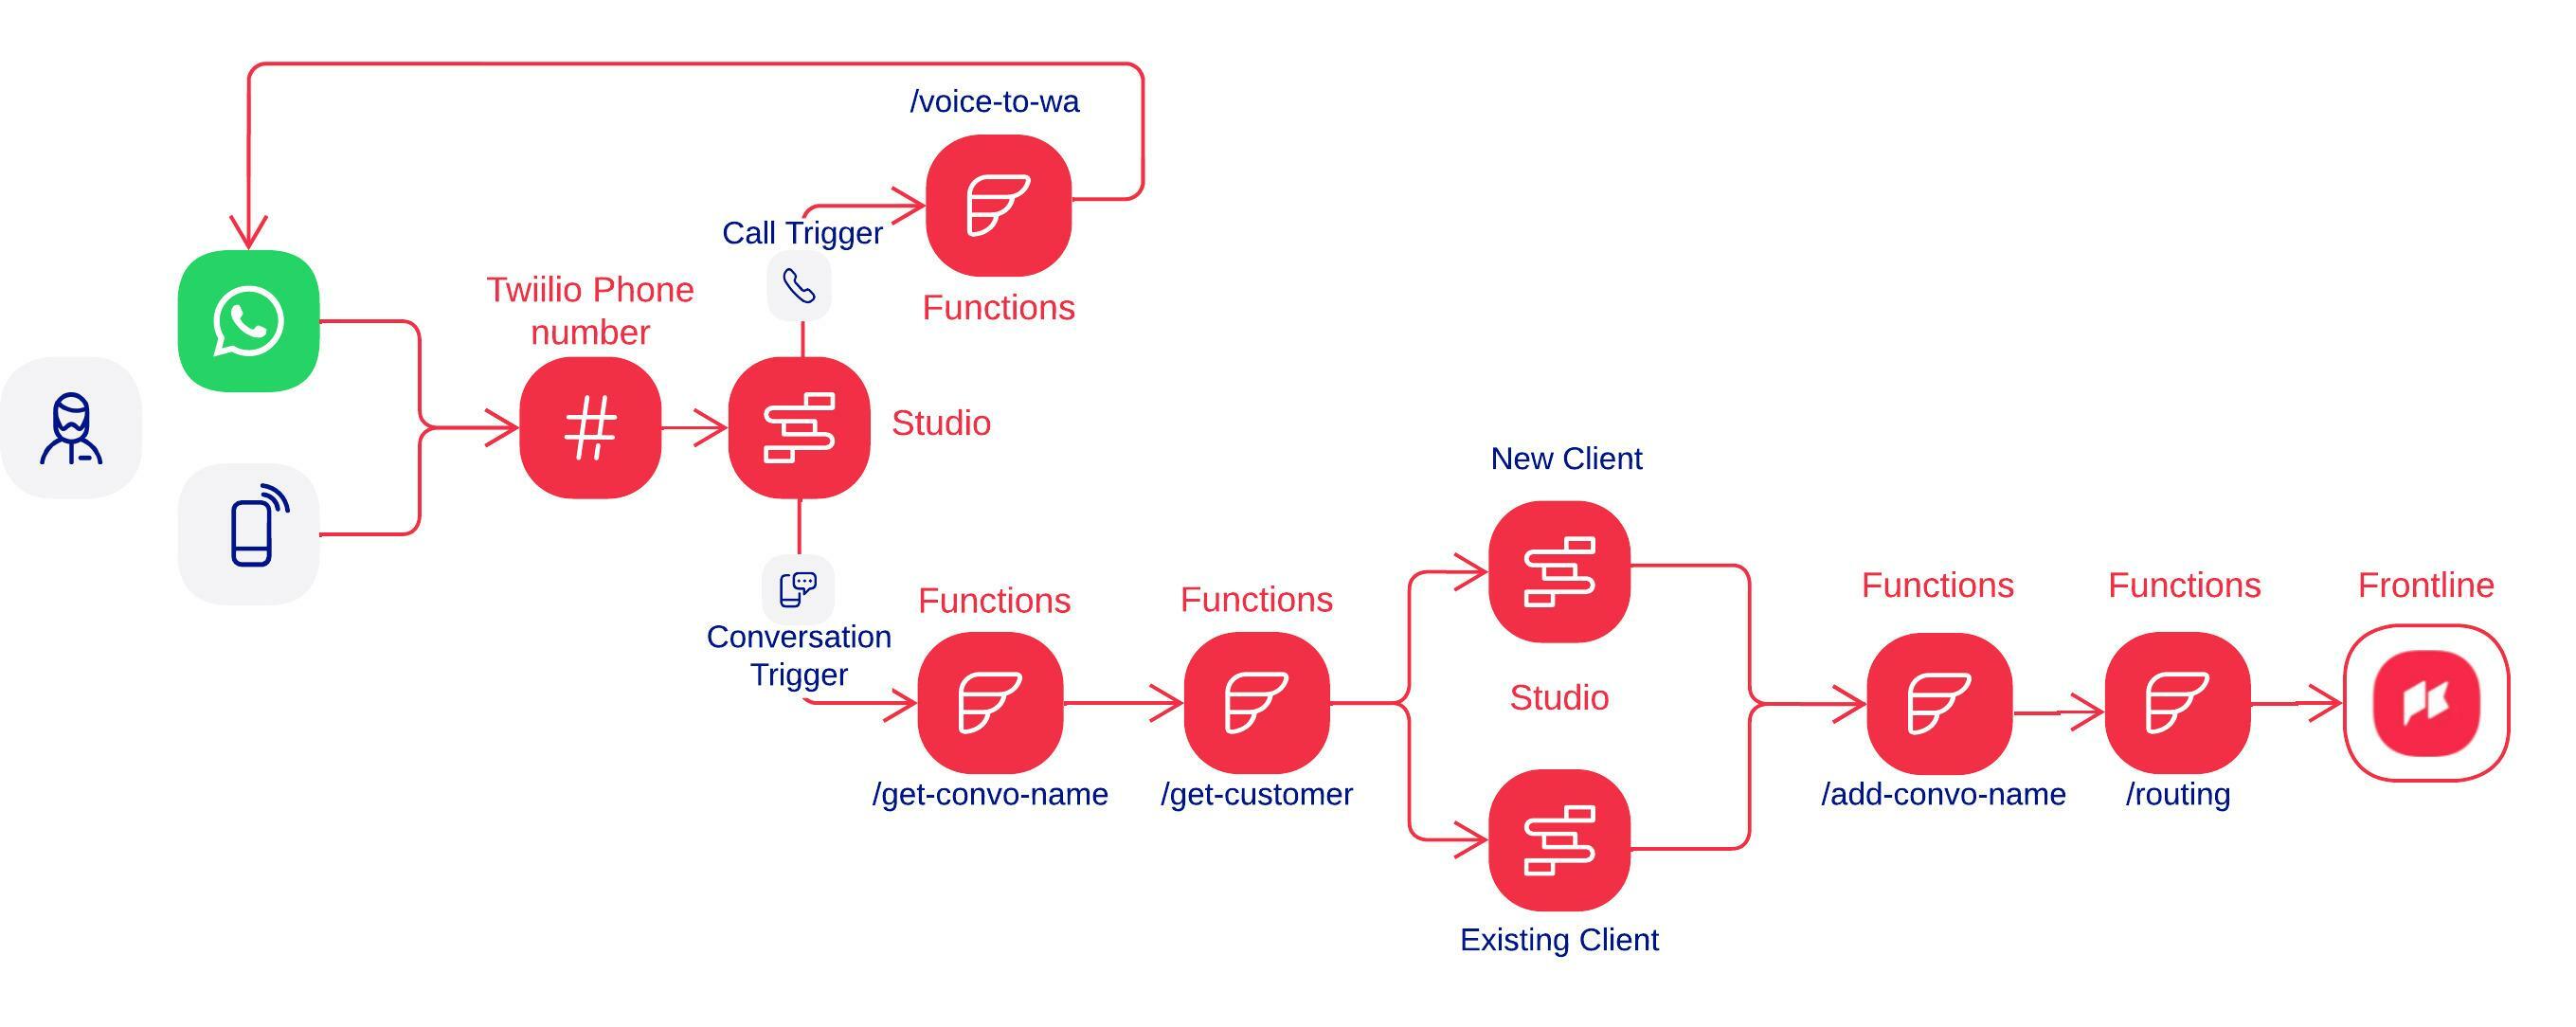 /voice-to-wa
Call Trigger
Twiilio Phone
number
Functions
Studio
New Client
Conversation
Trigger
Functions
Functions
/get-convo-name
/get-customer
Studio
Existing Client
Functions
Functions
Frontline
/add-convo-name
/routing